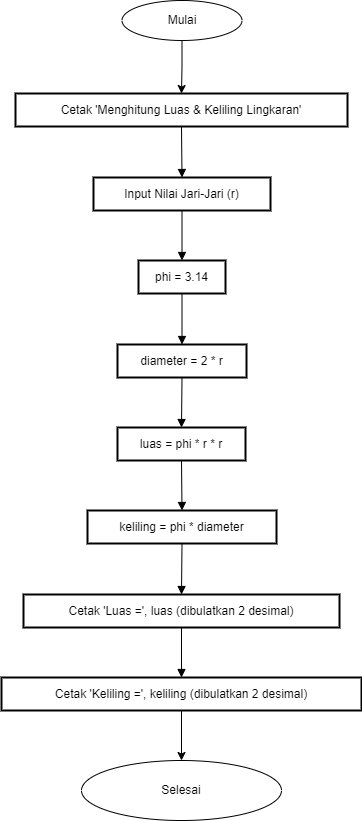 Mulai
Cetak 'Menghitung Luas & Keliling Lingkaran'
Input Nilai Jari-Jari (r)
phi = 3.14
diameter = 2 * r
luas = phi * r * r
keliling = phi * diameter
Cetak 'Luas =', luas (dibulatkan 2 desimal)
Cetak 'Keliling =', keliling (dibulatkan 2 desimal)
Selesai